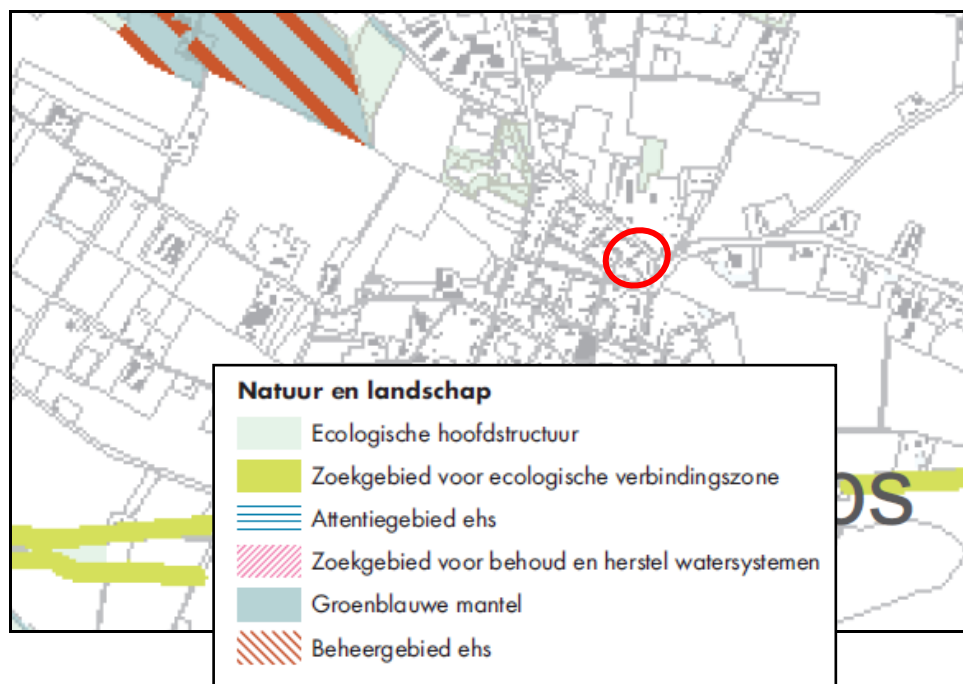 Natuur en landschap
Ecologische hoofdstructuur
Zoekgebied voor ecologische verbindingszone
Attentiegebied ehs
Zoekgebied voor behoud en herstel watersystemen
Groenblauwe mantel
Beheergebied ehs